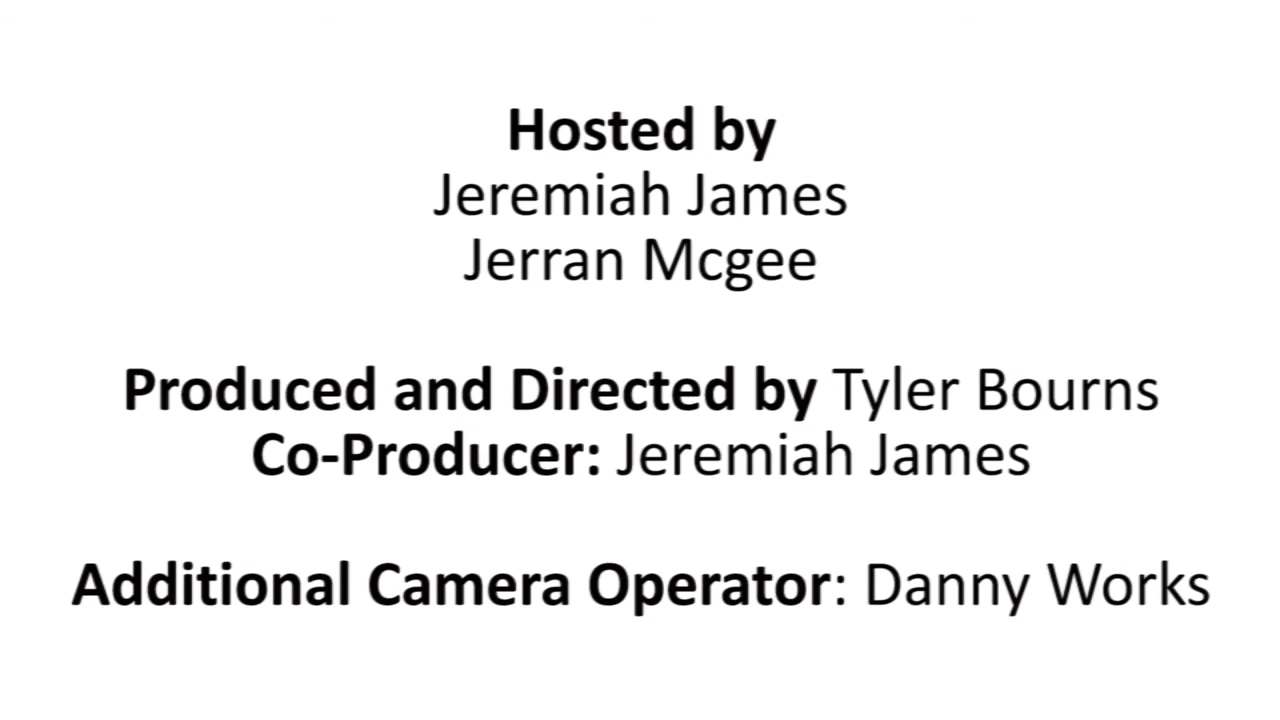 Hosted by
Jeremiah James
Jerran Mcgee
Produced and Directed by Tyler Bourns
Co-Producer: Jeremiah James
Additional Camera Operator: Danny Works